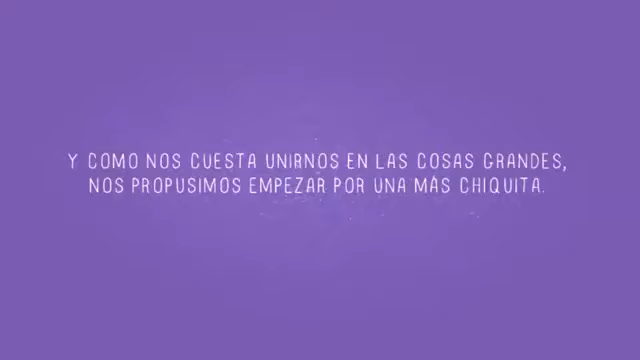 Y COMO NOS CUESTA UNIRNOS EN LAS COSAS GRANDES,
NOS PROPUSIMOS EMPEZAR POR UNA MÁS CHIQUITA.